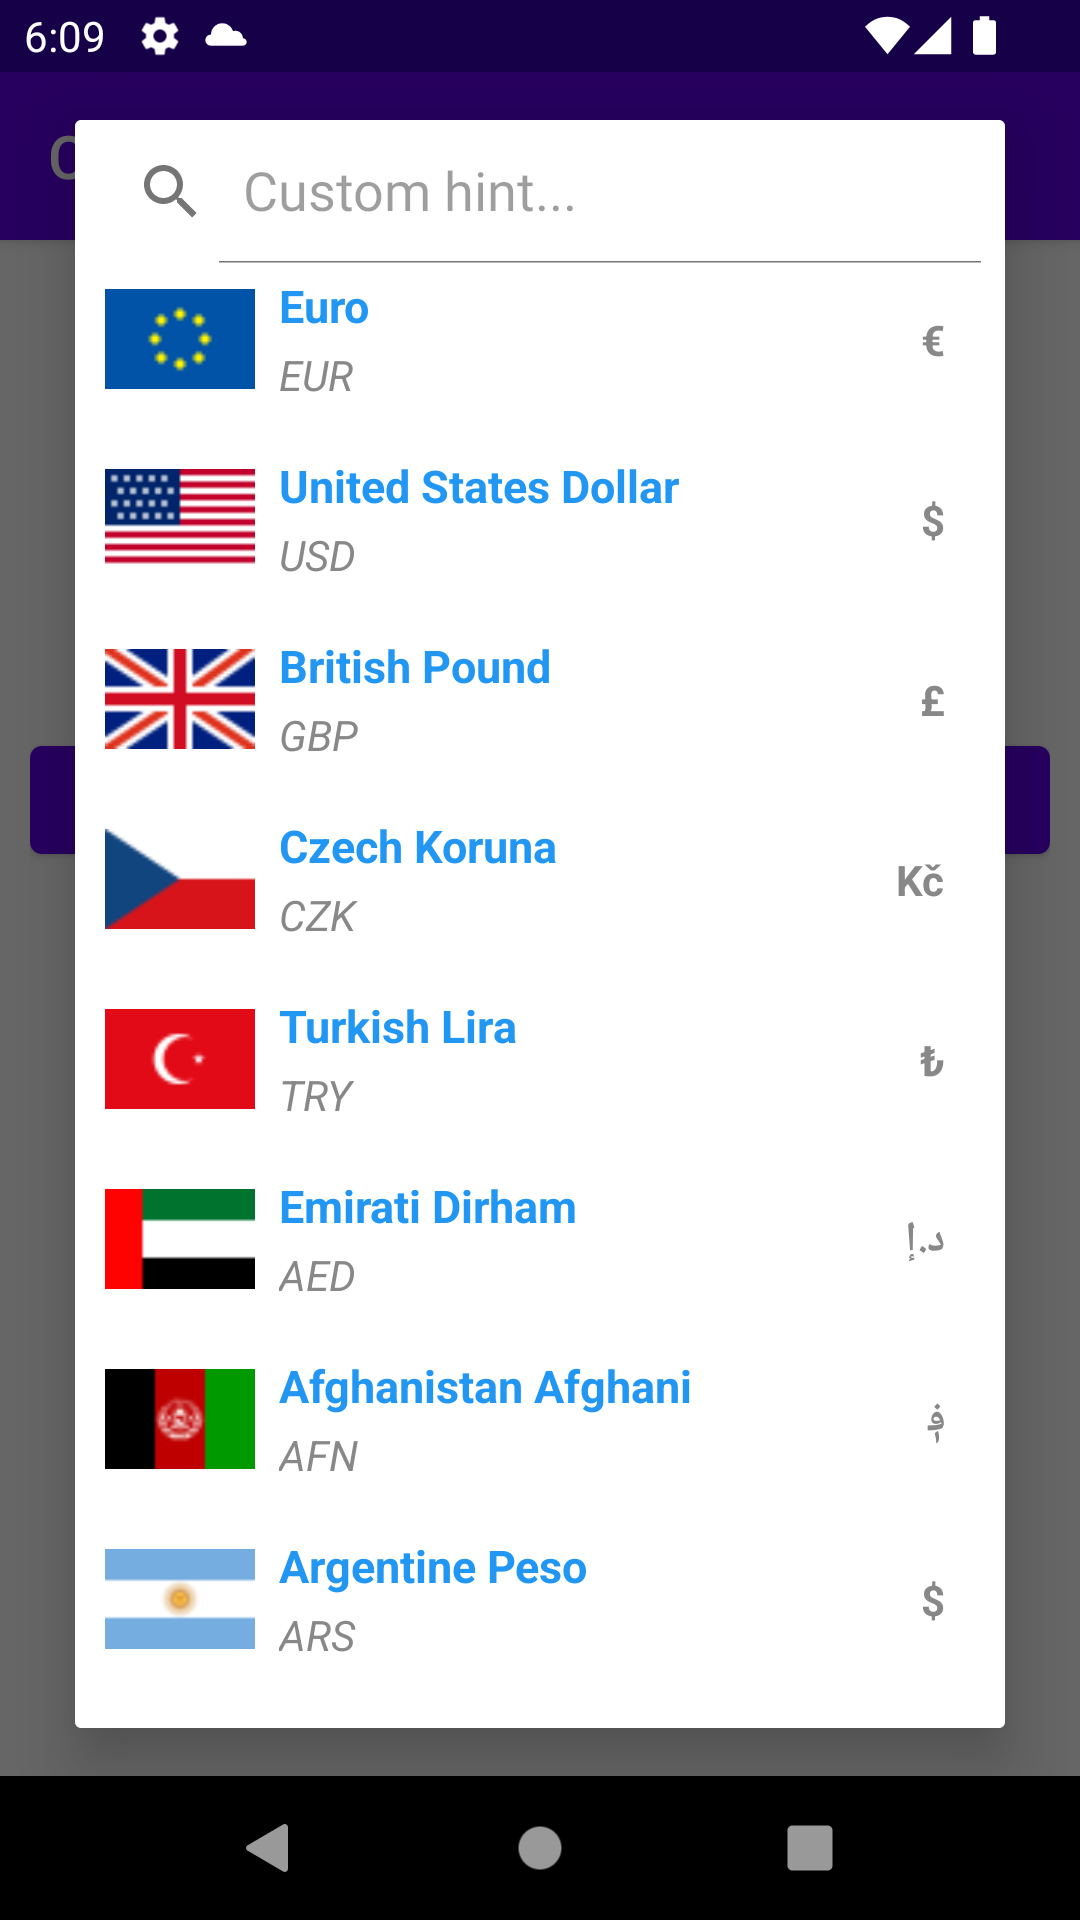 6:09
C
Custom hint...
Euro
€
EUR
United States Dollar
$
USD
British Pound
£
GBP
Czech Koruna
Kč
CZK
Turkish Lira
₺
TRY
Emirati Dirham
د.إ
AED
Afghanistan Afghani
؋
AFN
Argentine Peso
$
ARS